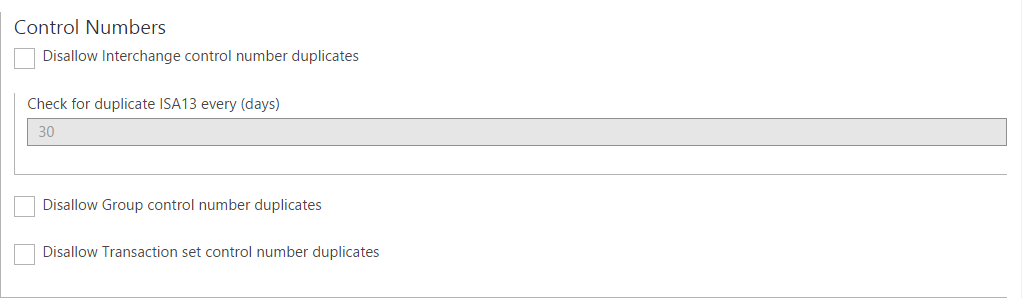 Control Numbers
Disallow Interchange control number duplicates
Check for duplicate ISA13 every (days)
30
Disallow Group control number duplicates
Disallow Transaction set control number duplicates